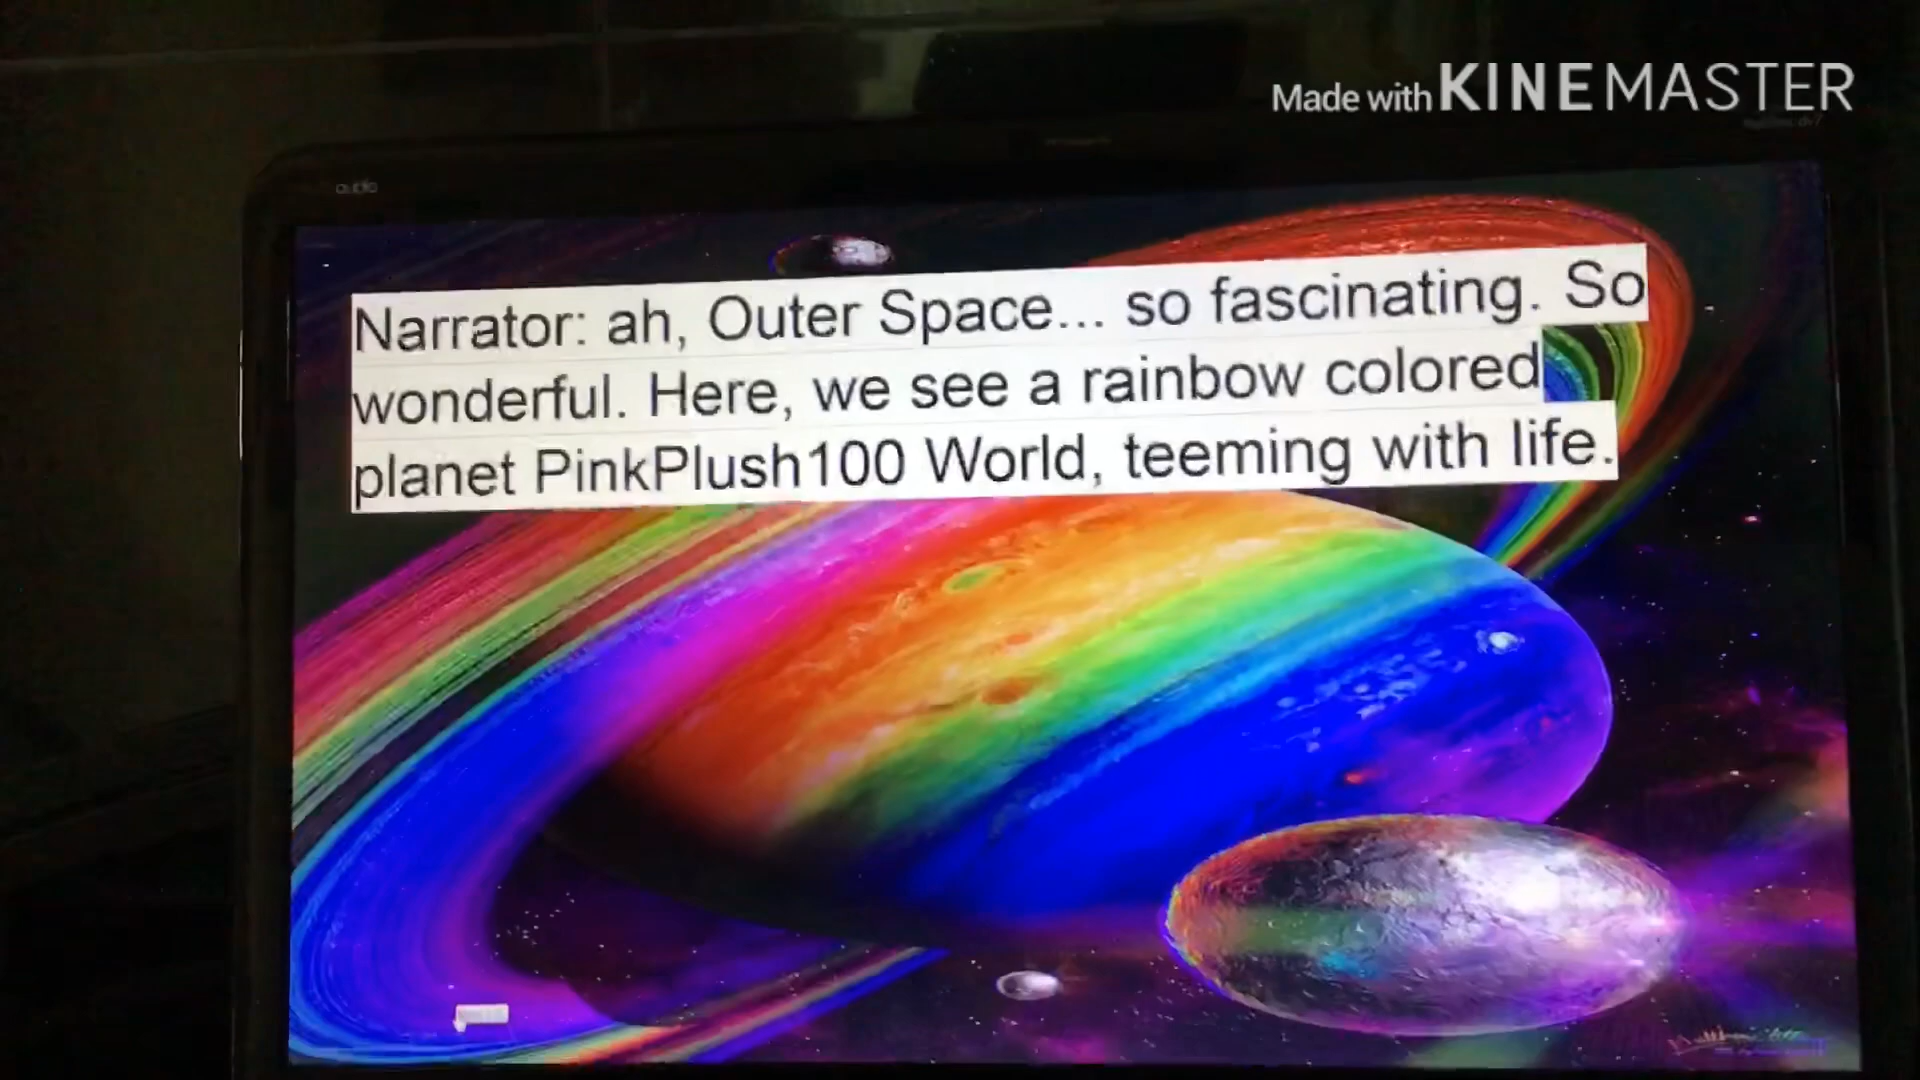 Made with KINEMASTER
Narrator: ah, Outer Space... so fascinating. So
wonderful. Here, we see a rainbow colored
planet PinkPlush100 World, teeming with life.